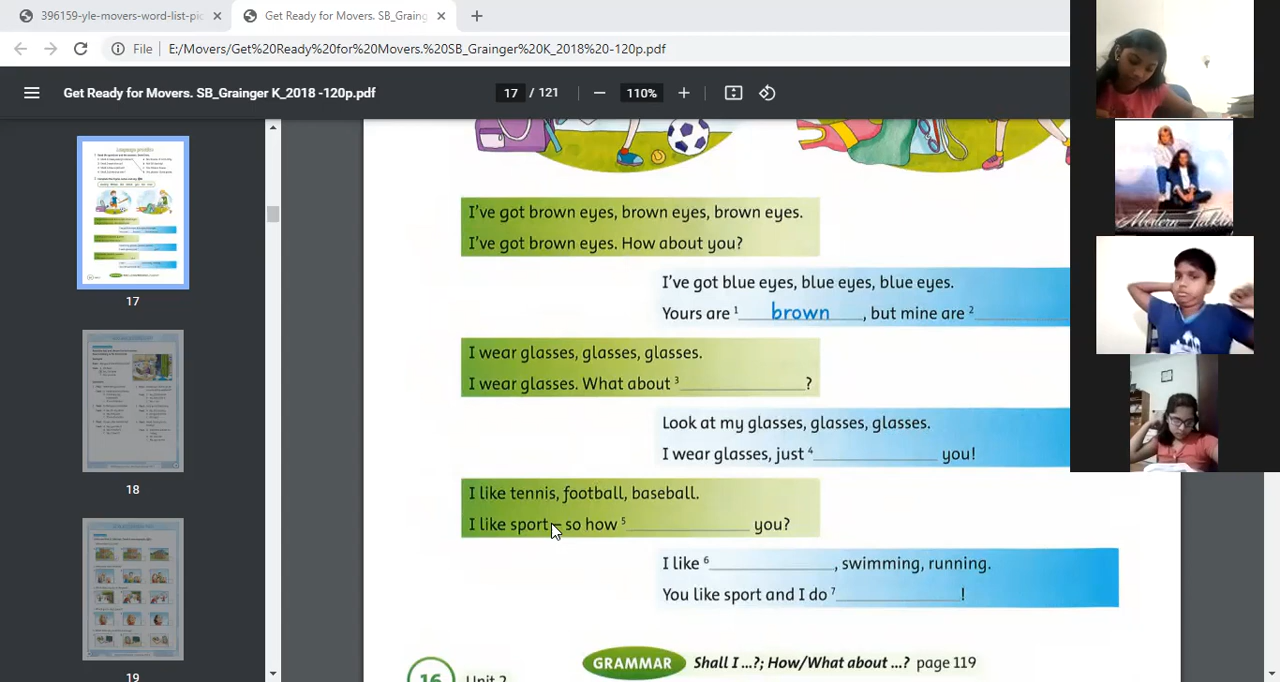 396159-yle-movers-word-list-pic
Get Ready for Movers. SB_Graing
File
E:/Movers/Get%20Ready%20for%20Movers.%20SB_Grainger%20K_2018%20-120p.pdf
Get Ready for Movers. SB_Grainger K_2018 -120p.pdf
17 / 121
110%
17
18
19
I've got brown eyes, brown eyes, brown eyes.
I've got brown eyes. How about you?
I've got blue eyes, blue eyes, blue eyes.
Yours are 1 brown, but mine are 2
I wear glasses, glasses, glasses.
I wear glasses. What about 3 ?
Look at my glasses, glasses, glasses.
I wear glasses, just 4 you!
I like tennis, football, baseball.
I like sport – so how 5 you?
I like 6 , swimming, running.
You like sport and I do 7 !
16 Unit 2
GRAMMAR Shall I ...?; How/What about ...? page 119
Modern Talkin